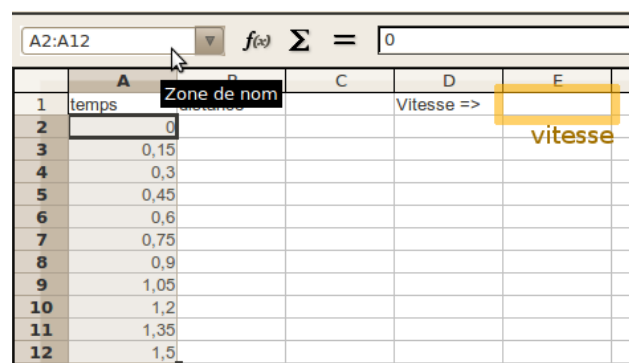 A2:A12 f(x) Σ = 0
A B C D E
Zone de nom
1 temps distance Vitesse =>
vitesse
2 0
3 0,15
4 0,3
5 0,45
6 0,6
7 0,75
8 0,9
9 1,05
10 1,2
11 1,35
12 1,5